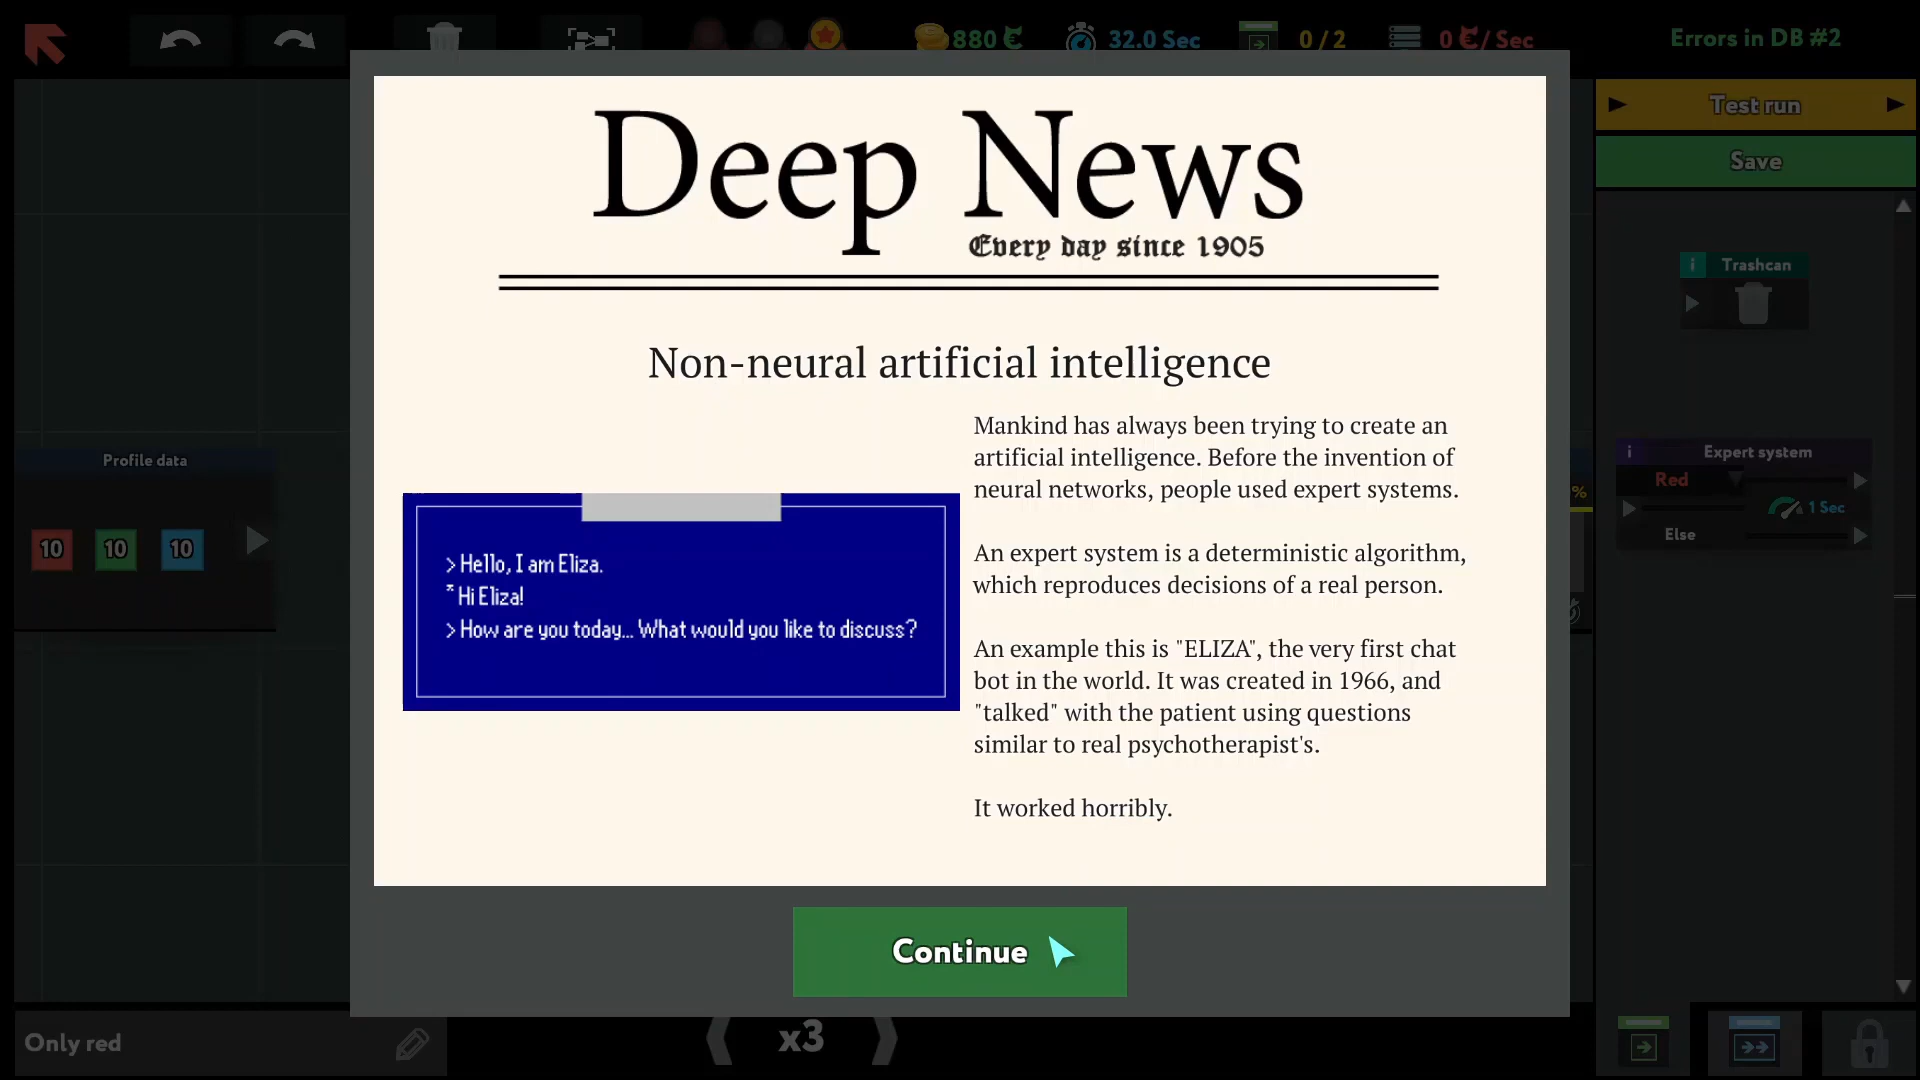 880 €
32.0 Sec
0 / 2
0 €/ Sec
Errors in DB #2
Test run
Save
Deep News
Every day since 1905
Non-neural artificial intelligence
Mankind has always been trying to create an
artificial intelligence. Before the invention of
neural networks, people used expert systems.
An expert system is a deterministic algorithm,
which reproduces decisions of a real person.
An example this is "ELIZA", the very first chat
bot in the world. It was created in 1966, and
"talked" with the patient using questions
similar to real psychotherapist's.
It worked horribly.
>Hello, I am Eliza.
*Hi Eliza!
>How are you today... What would you like to discuss?
Continue
Profile data
10 10 10
i Trashcan
%
i Expert system
Red
1 Sec
Else
Only red
x3